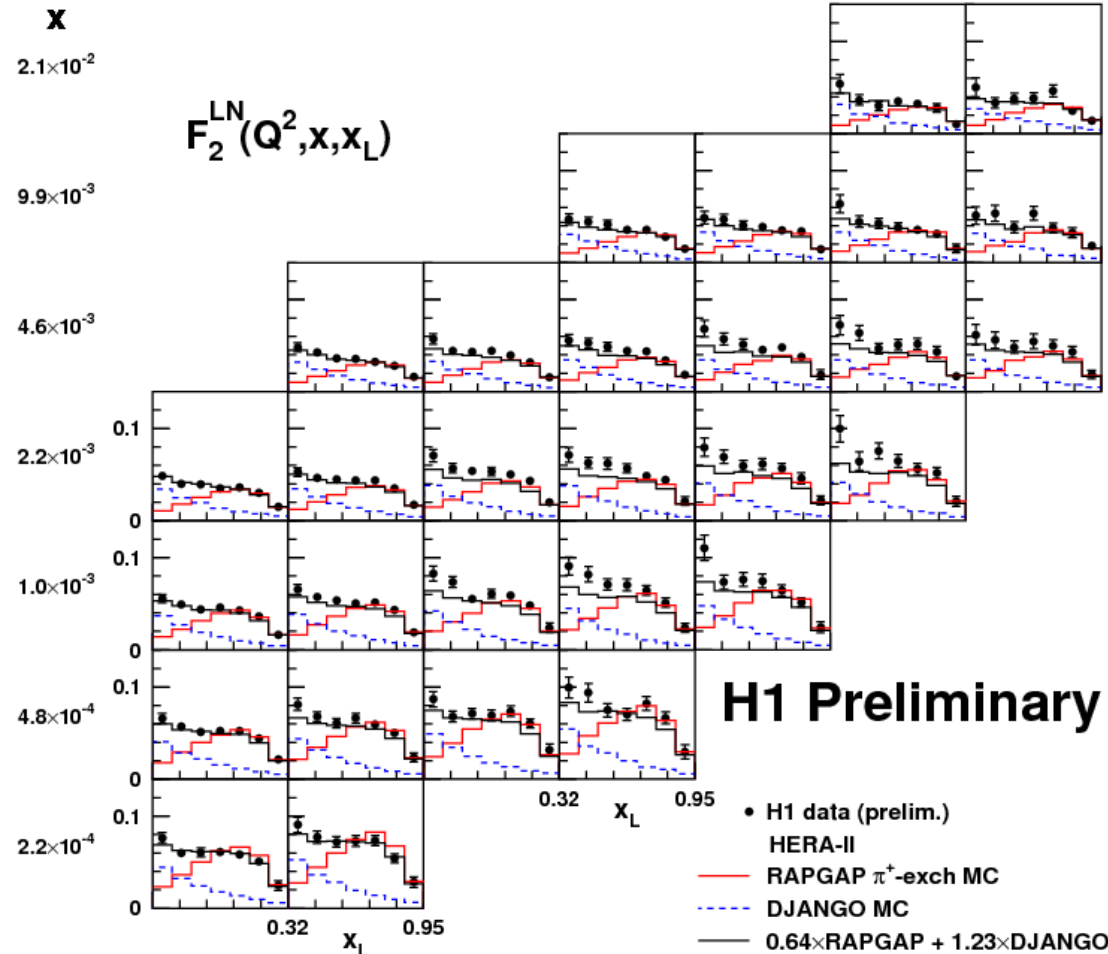 x
2.1×10⁻²
F₂ᴸᴺ(Q²,x,x_L)
9.9×10⁻³
4.6×10⁻³
0.1
2.2×10⁻³
0
0.1
1.0×10⁻³
0
0.1
4.8×10⁻⁴
H1 Preliminary
0
0.32 x_L 0.95
0.1
2.2×10⁻⁴
0
0.32 x_L 0.95
H1 data (prelim.)
HERA-II
RAPGAP π⁺-exch MC
DJANGO MC
0.64×RAPGAP + 1.23×DJANGO